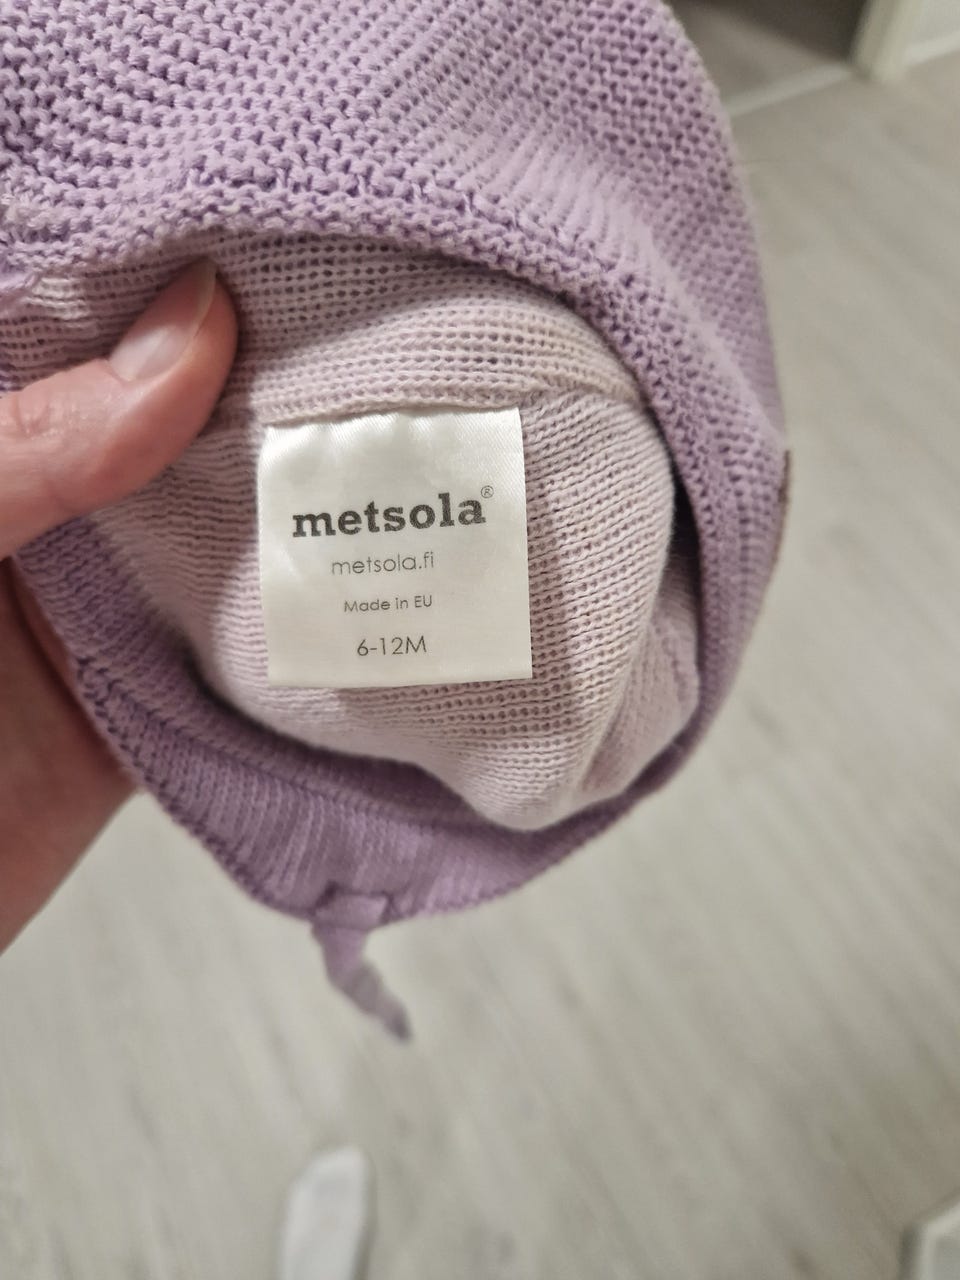 metsola®
metsola.fi
Made in EU
6-12M